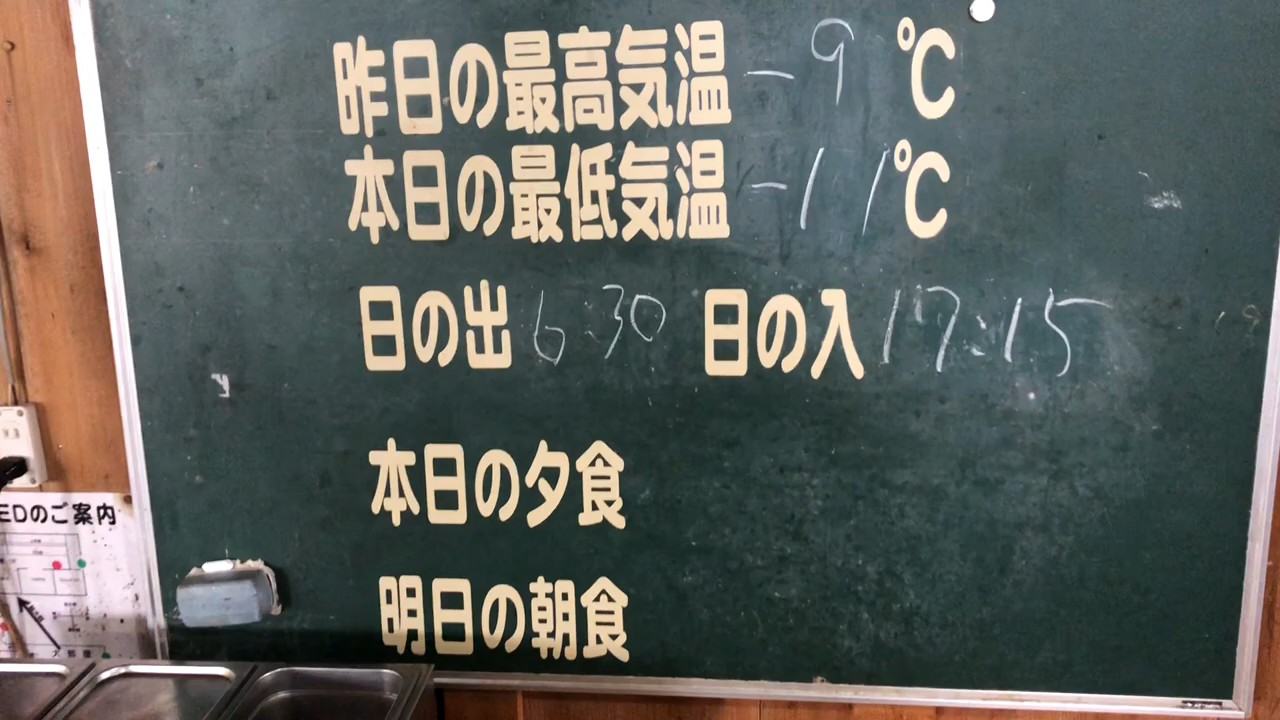 昨日の最高気温 -9 ℃
本日の最低気温 -11℃
日の出 6:30 日の入 17:15
本日の夕食
明日の朝食
EDのご案内